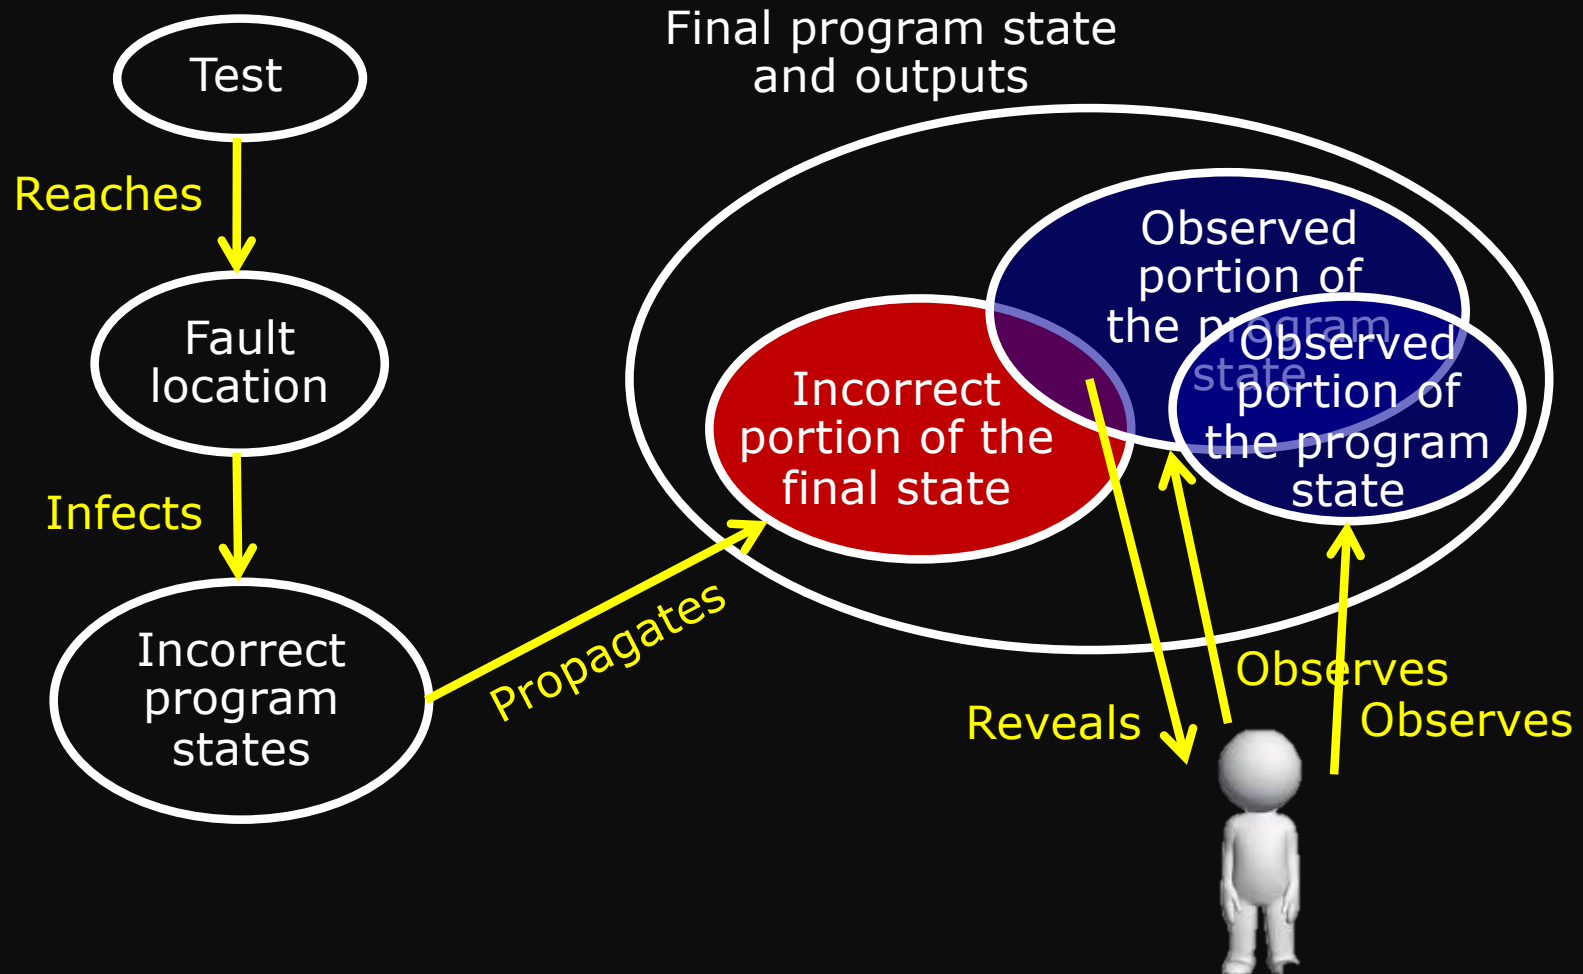 Final program state
and outputs
Test
Reaches
Fault
location
Infects
Incorrect
program
states
Propagates
Incorrect
portion of the
final state
Observed
portion of
the program
state
Observed
portion of
the program
state
Observes
Reveals
Observes